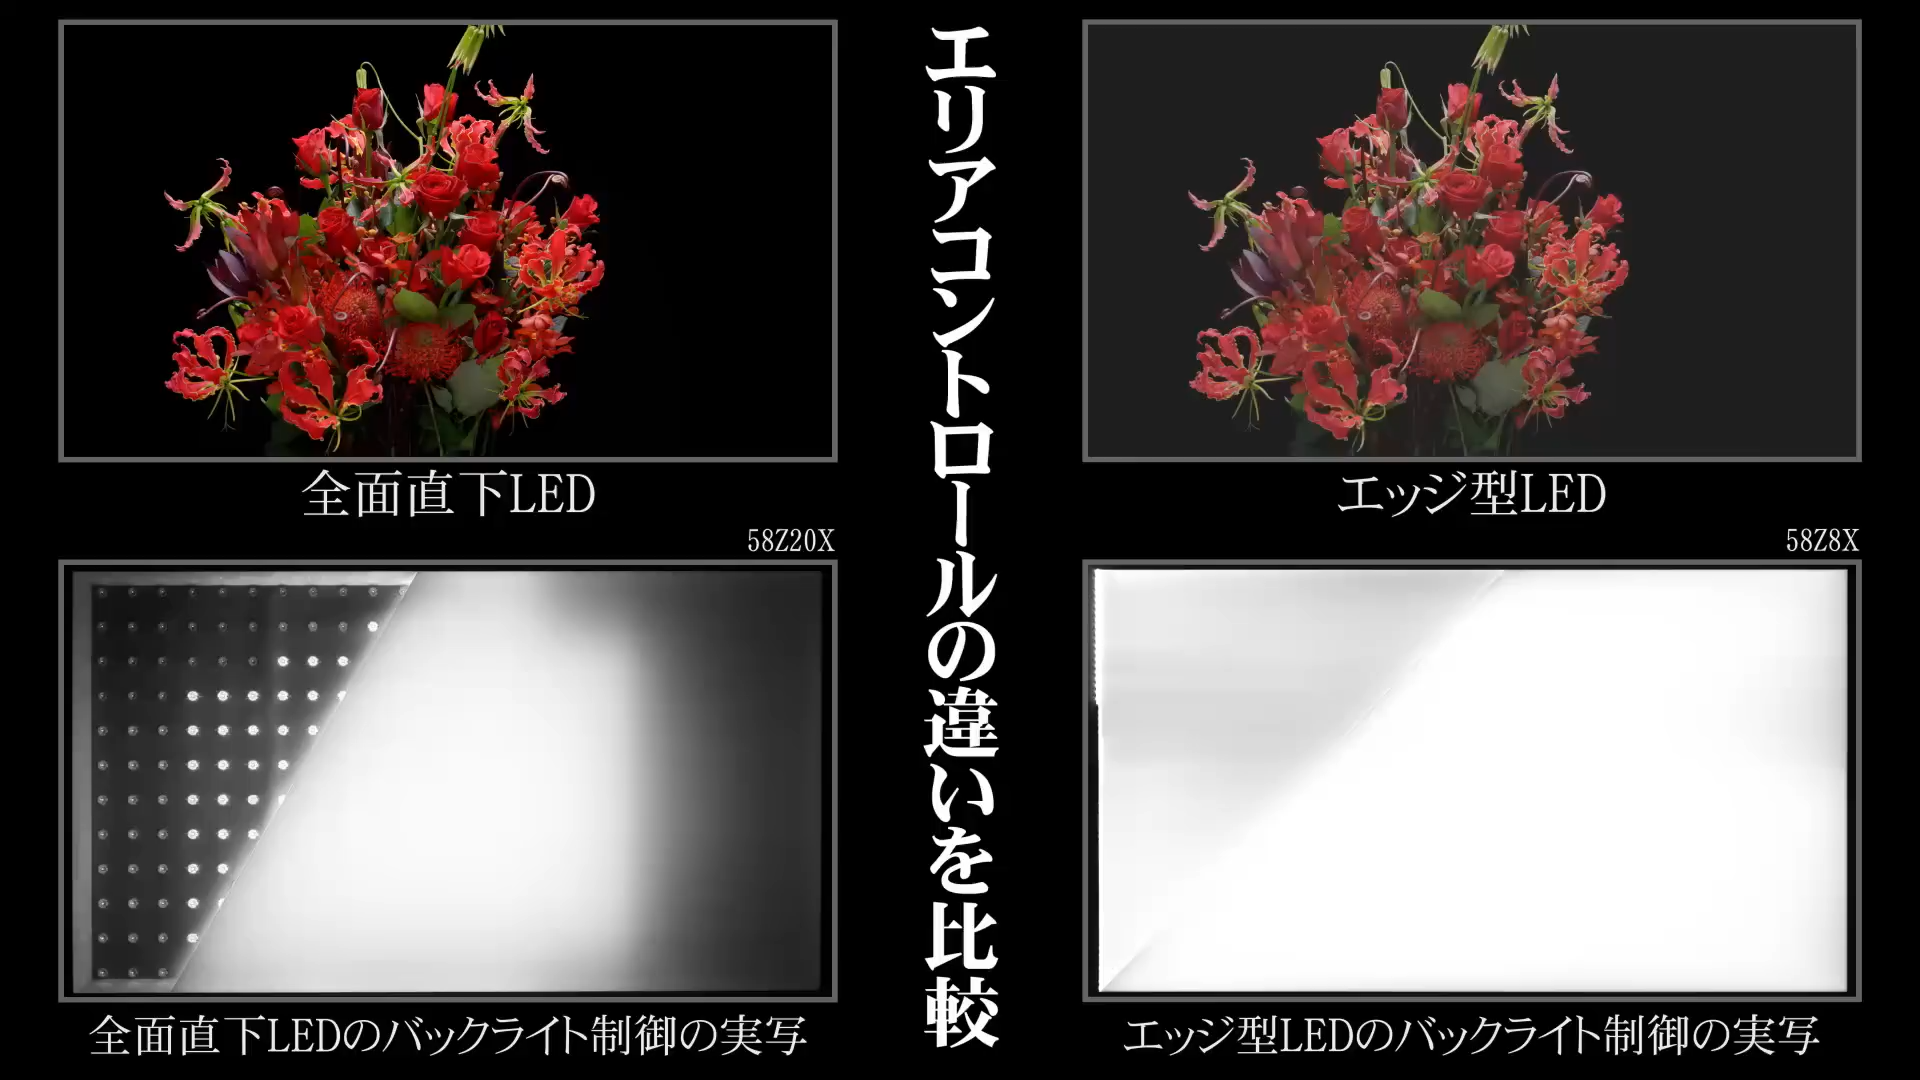 エリアコントロールの違いを比較
全面直下LED
58Z20X
全面直下LEDのバックライト制御の実写
エッジ型LED
58Z8X
エッジ型LEDのバックライト制御の実写